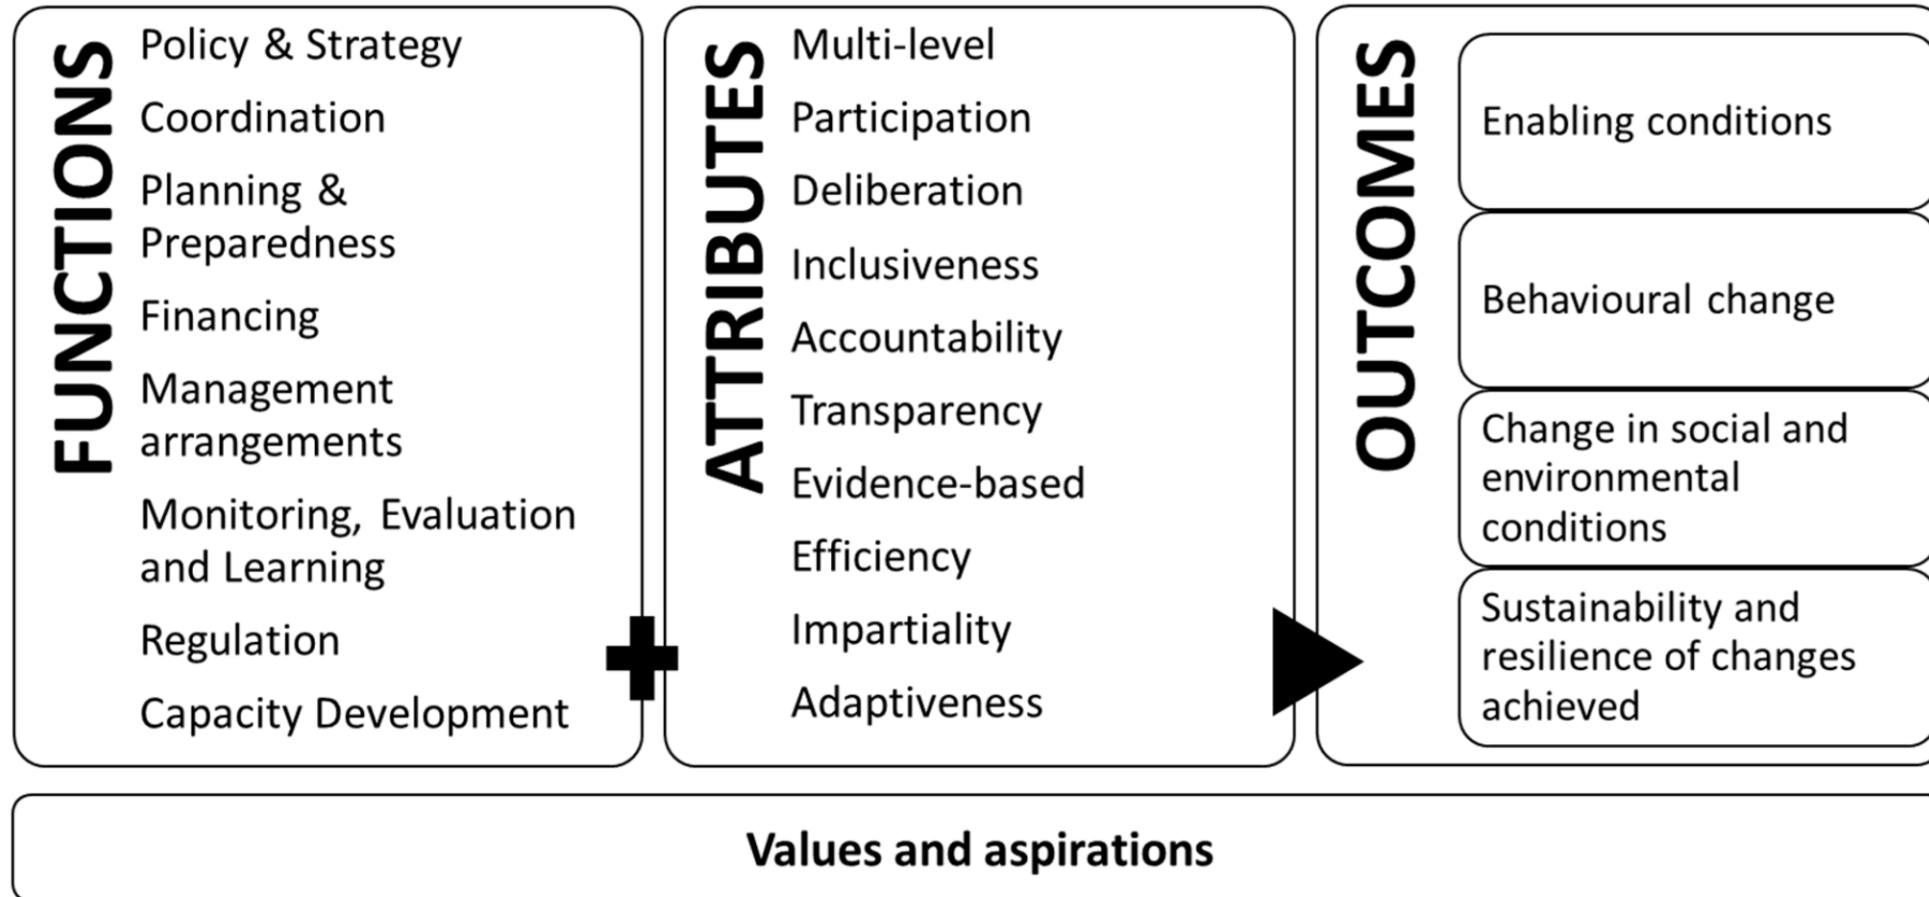 FUNCTIONS
Policy & Strategy
Coordination
Planning &
Preparedness
Financing
Management
arrangements
Monitoring, Evaluation
and Learning
Regulation
Capacity Development
ATTRIBUTES
Multi-level
Participation
Deliberation
Inclusiveness
Accountability
Transparency
Evidence-based
Efficiency
Impartiality
Adaptiveness
OUTCOMES
Enabling conditions
Behavioural change
Change in social and
environmental
conditions
Sustainability and
resilience of changes
achieved
Values and aspirations